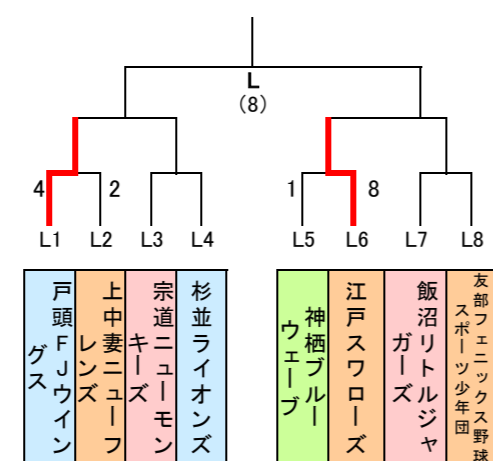 L
(8)
4
2
1
8
L1
L2
L3
L4
L5
L6
L7
L8
戸頭FJウイン
グス
上中妻ニューフ
レンズ
宗道ニューモン
キーズ
杉並ライオンズ
神栖ブルー
ウェーブ
江戸スワローズ
飯沼リトルジャ
ガーズ
友部フェニックス野球
スポーツ少年団